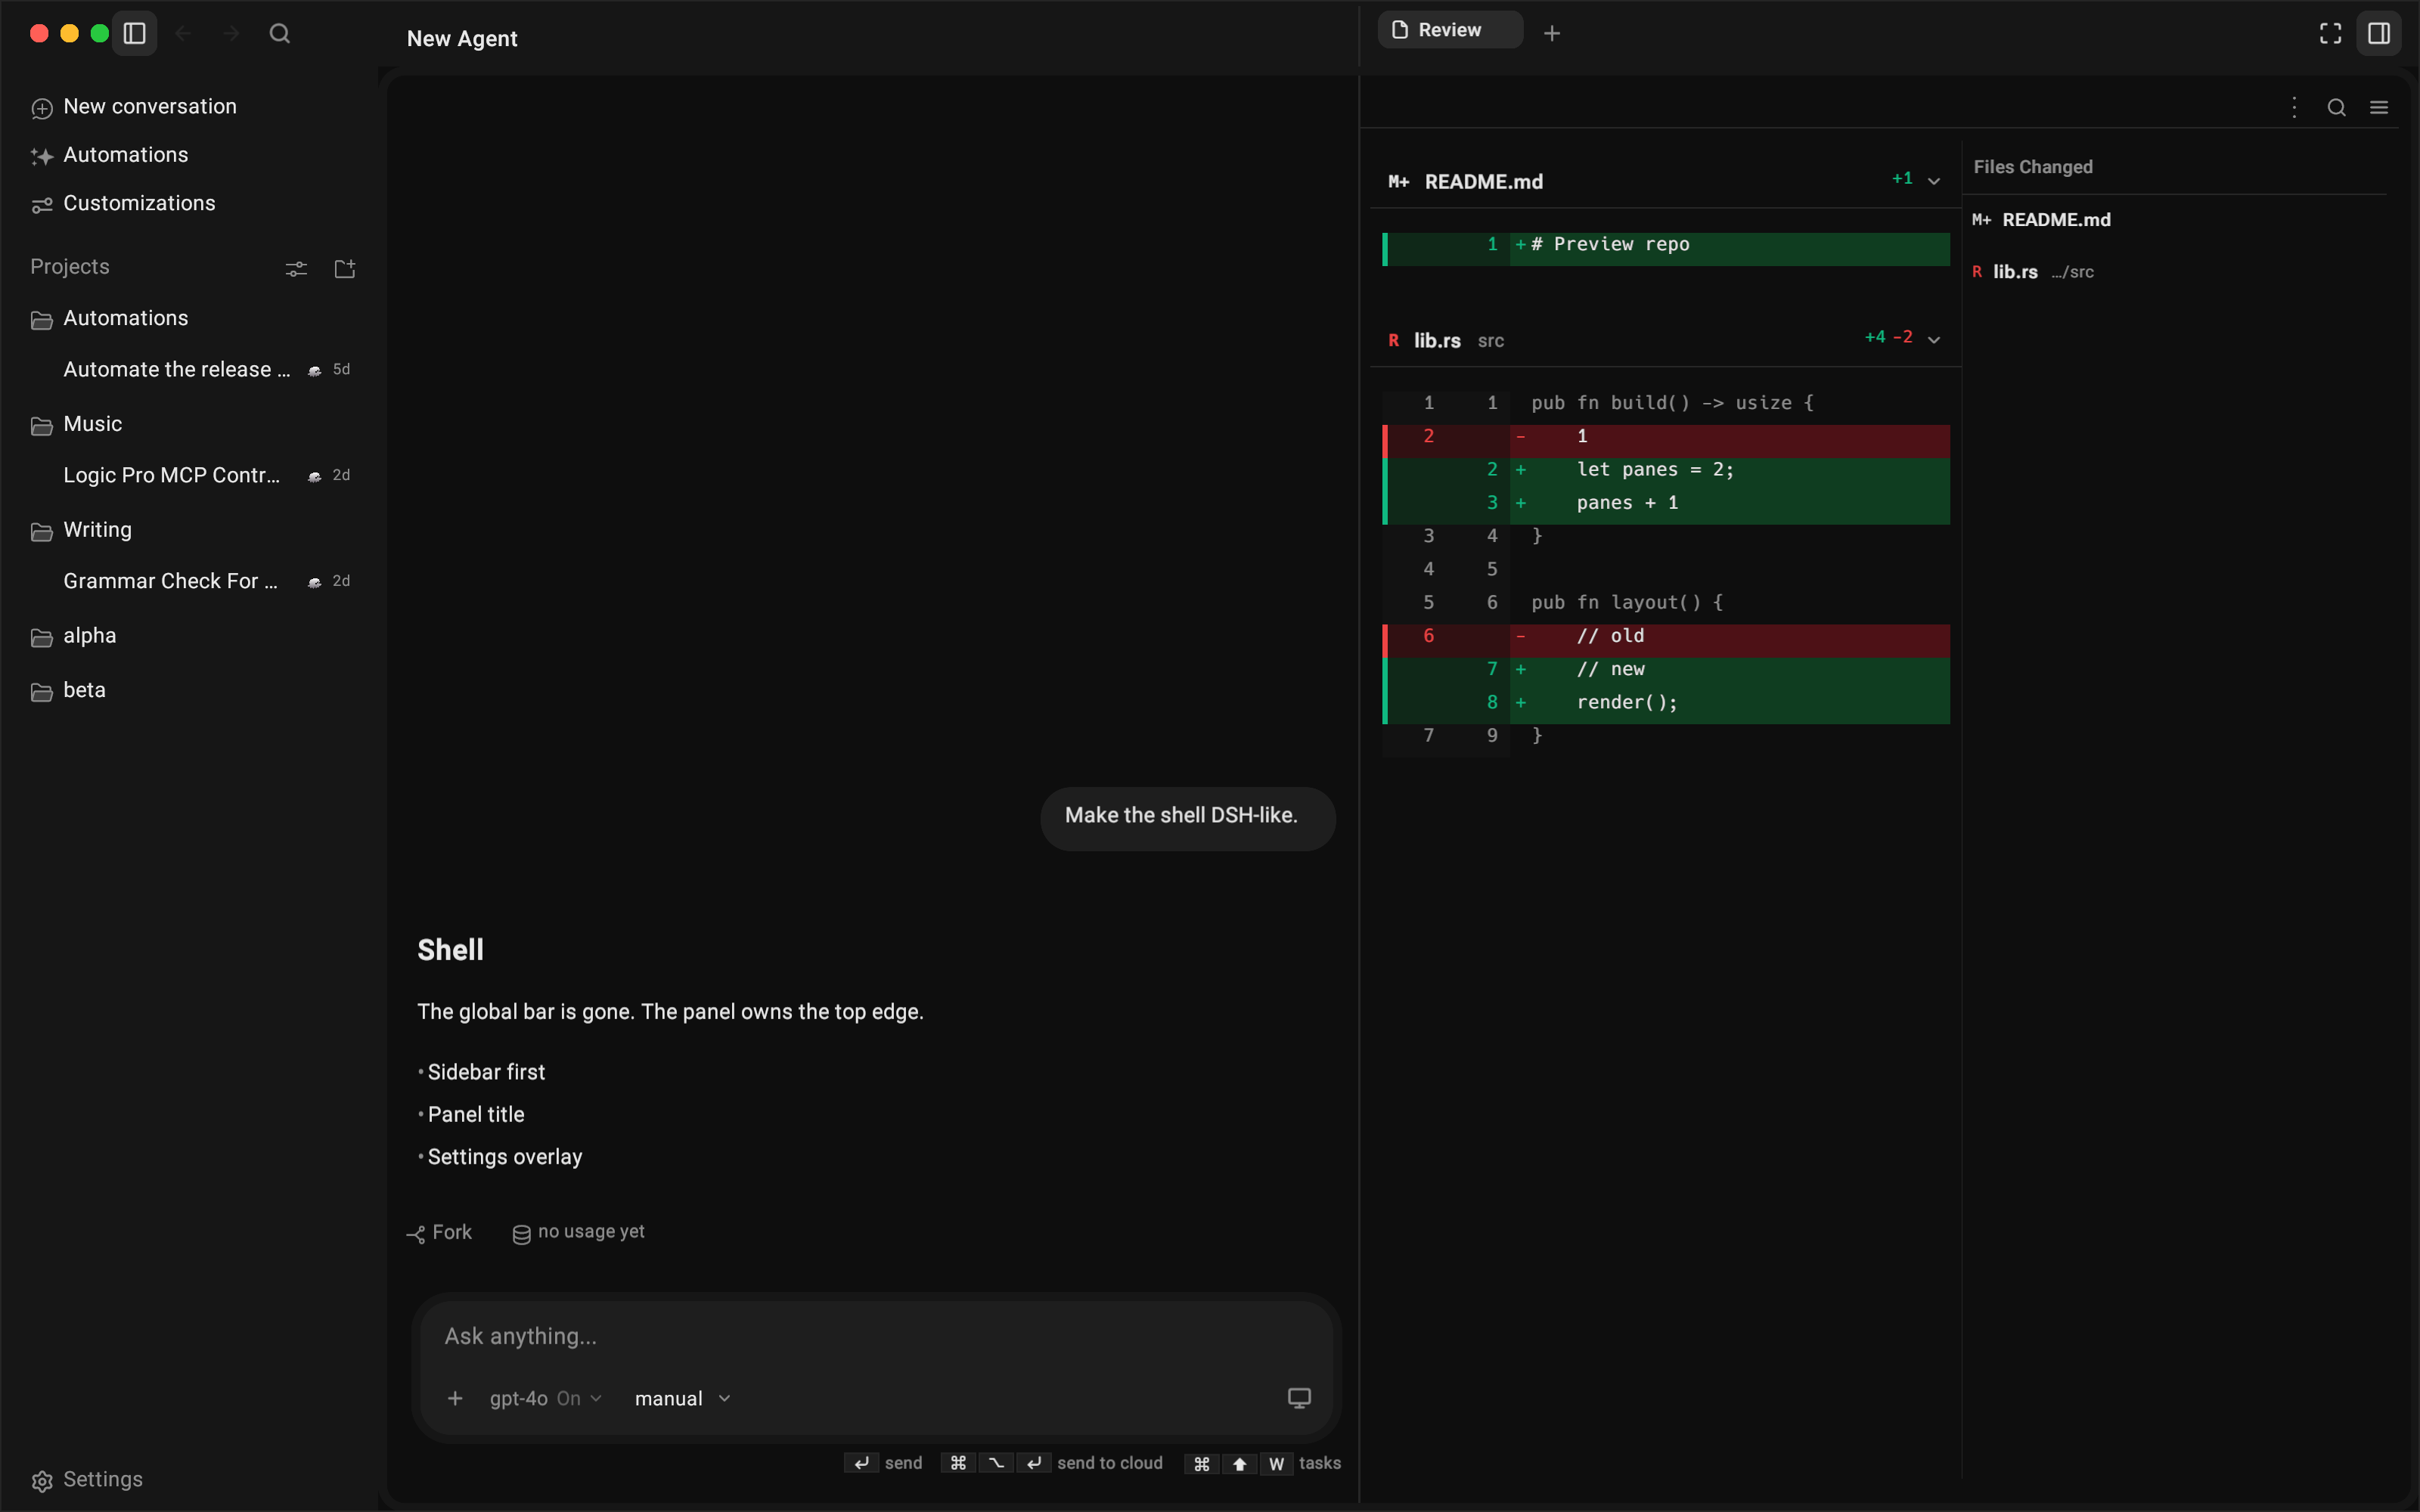 New Agent
Review
New conversation
Automations
Customizations
Projects
Automations
Automate the release ... 5d
Music
Logic Pro MCP Contr... 2d
Writing
Grammar Check For ... 2d
alpha
beta
Settings
Make the shell DSH-like.
Shell
The global bar is gone. The panel owns the top edge.
• Sidebar first
• Panel title
• Settings overlay
Fork no usage yet
Ask anything...
+ gpt-4o On manual
send ⌘ ⌥ send to cloud ⌘ W tasks
M+ README.md +1
1 + # Preview repo
R lib.rs src +4 -2
1 1 pub fn build() -> usize {
2 - 1
2 + let panes = 2;
3 + panes + 1
3 4 }
4 5
5 6 pub fn layout() {
6 - // old
7 + // new
8 + render();
7 9 }
Files Changed
M+ README.md
R lib.rs .../src